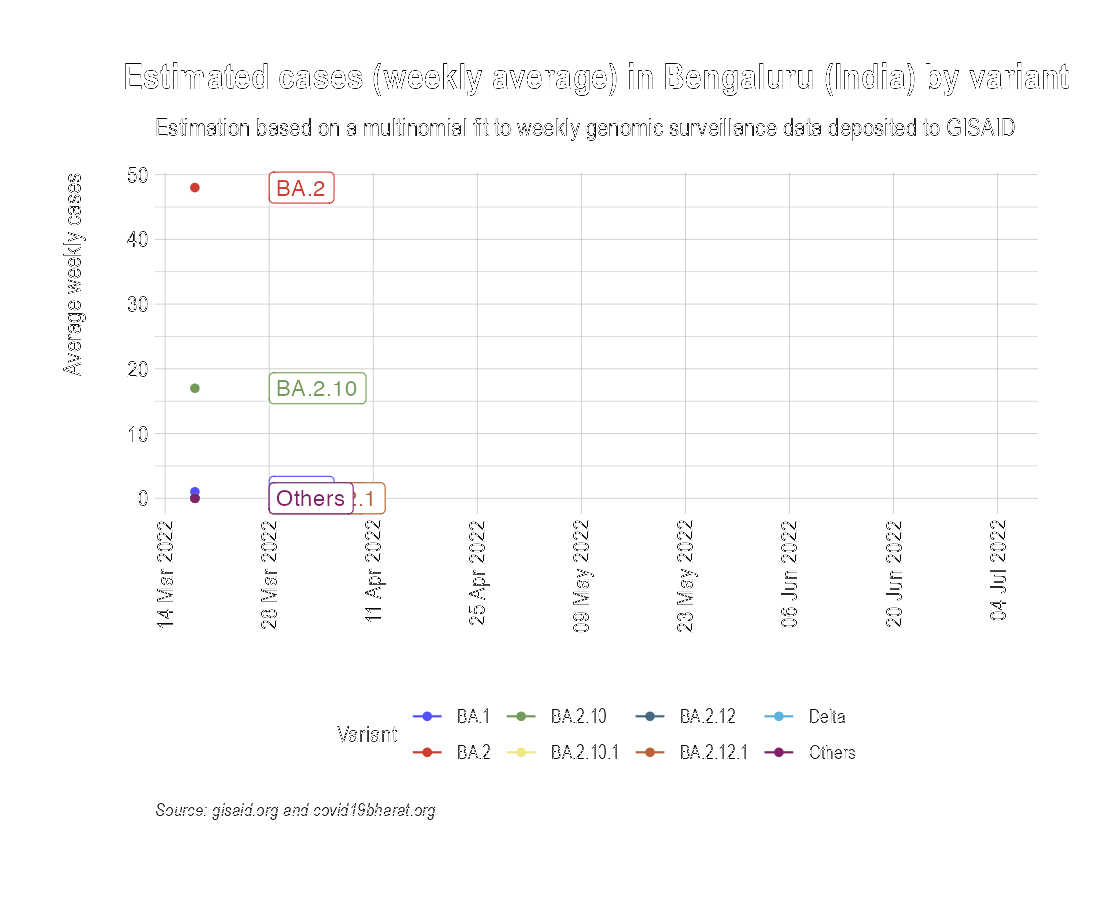 Estimated cases (weekly average) in Bengaluru (India) by variant
Estimation based on a multinomial fit to weekly genomic surveillance data deposited to GISAID
Average weekly cases
50
40
30
20
10
0
BA.2
BA.2.10
Others
2.1
14 Mar 2022
28 Mar 2022
11 Apr 2022
25 Apr 2022
09 May 2022
23 May 2022
06 Jun 2022
20 Jun 2022
04 Jul 2022
Variant
BA.1 BA.2.10 BA.2.12 Delta
BA.2 BA.2.10.1 BA.2.12.1 Others
Source: gisaid.org and covid19bharat.org